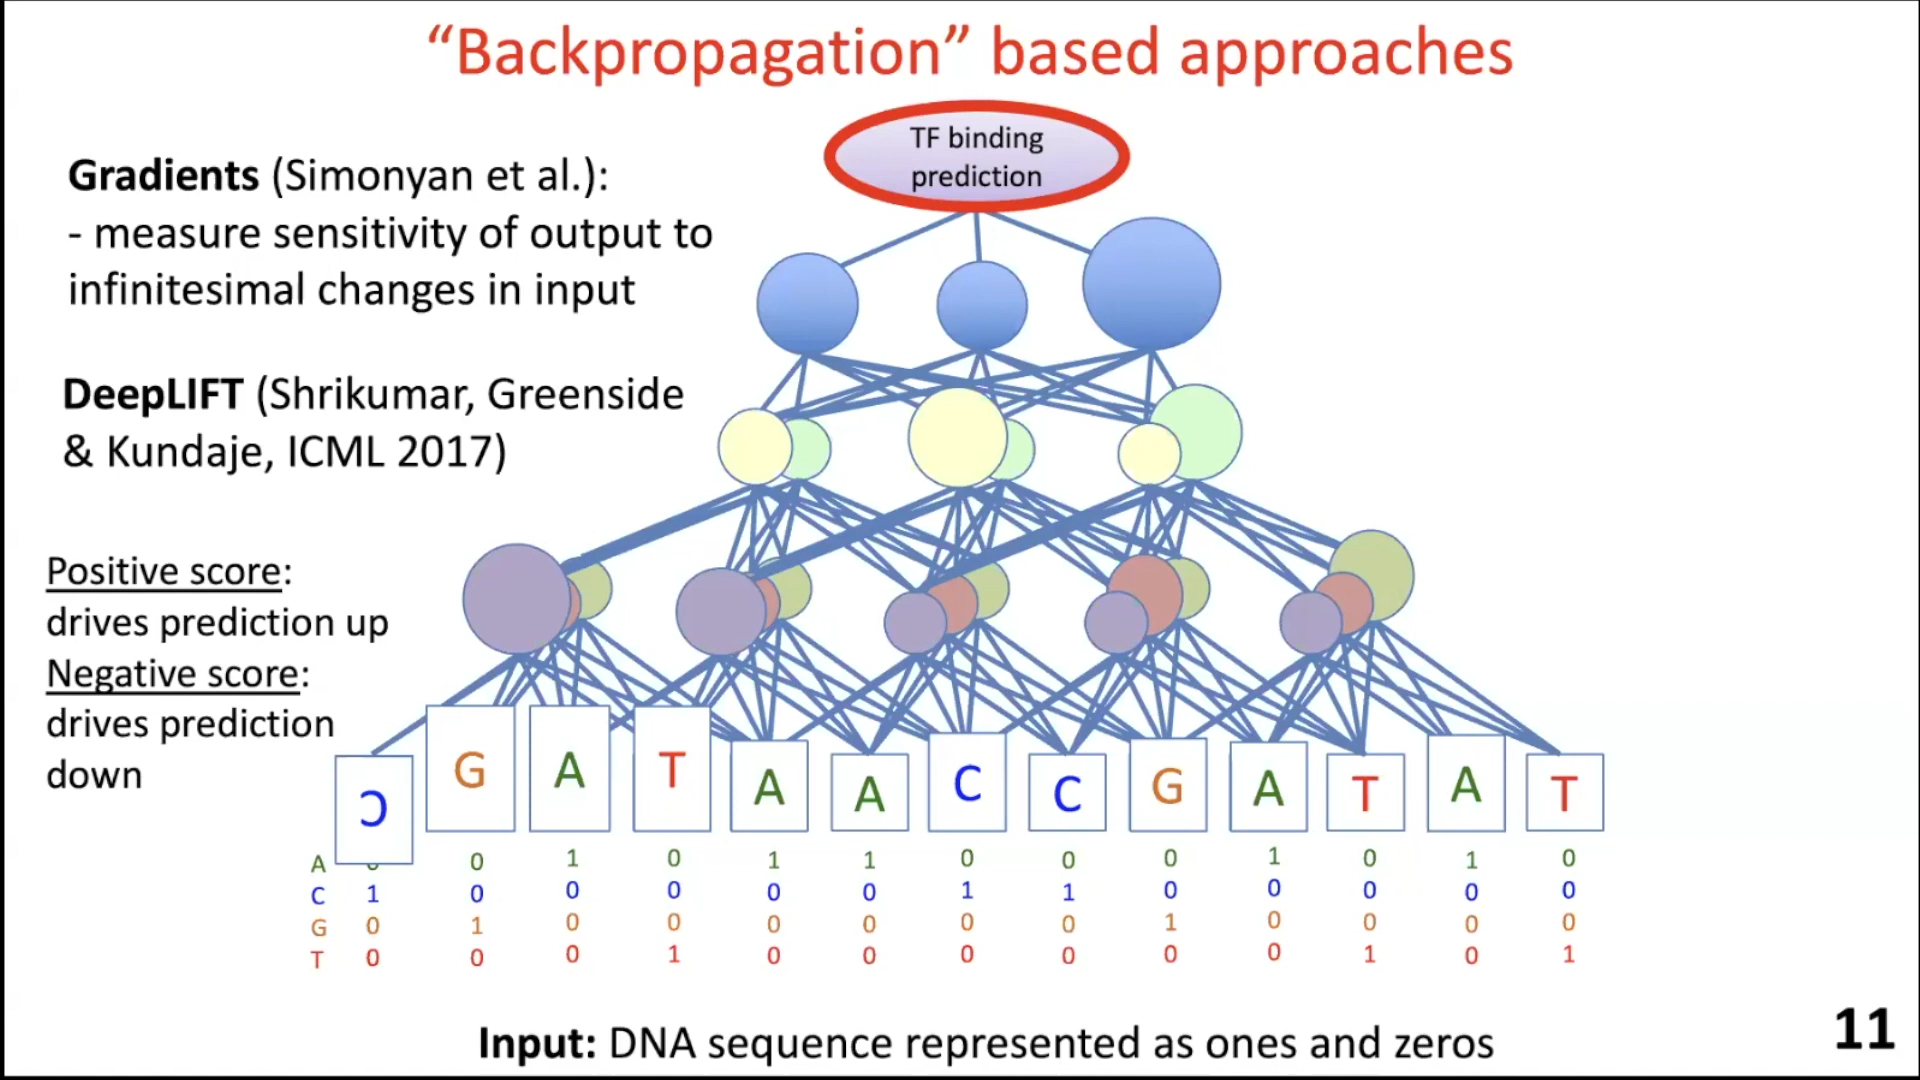 “Backpropagation” based approaches
TF binding
prediction
Gradients (Simonyan et al.):
- measure sensitivity of output to
infinitesimal changes in input
DeepLIFT (Shrikumar, Greenside
& Kundaje, ICML 2017)
Positive score:
drives prediction up
Negative score:
drives prediction
down
C G A T A A C C G A T A T
A 0 0 1 0 1 1 0 0 0 1 0 1 0
C 1 0 0 0 0 0 1 1 0 0 0 0 0
G 0 1 0 0 0 0 0 0 1 0 0 0 0
T 0 0 0 1 0 0 0 0 0 0 1 0 1
Input: DNA sequence represented as ones and zeros
11